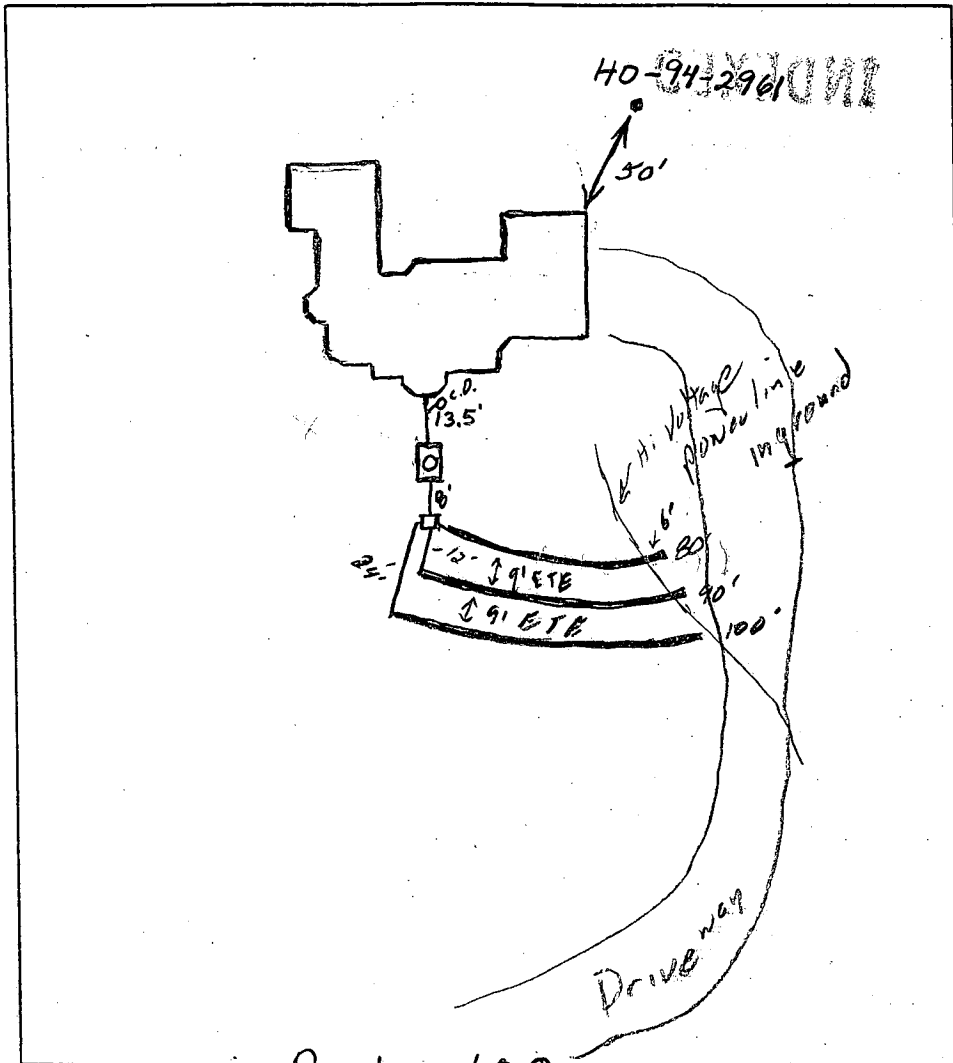 INDEXED
HO-94-2961
50'
C.O.
13.5'
8'
Hi Voltage
Power line
inground
6'
80'
24'
-12-
9' ETE
90'
9' ETE
100'
Driveway